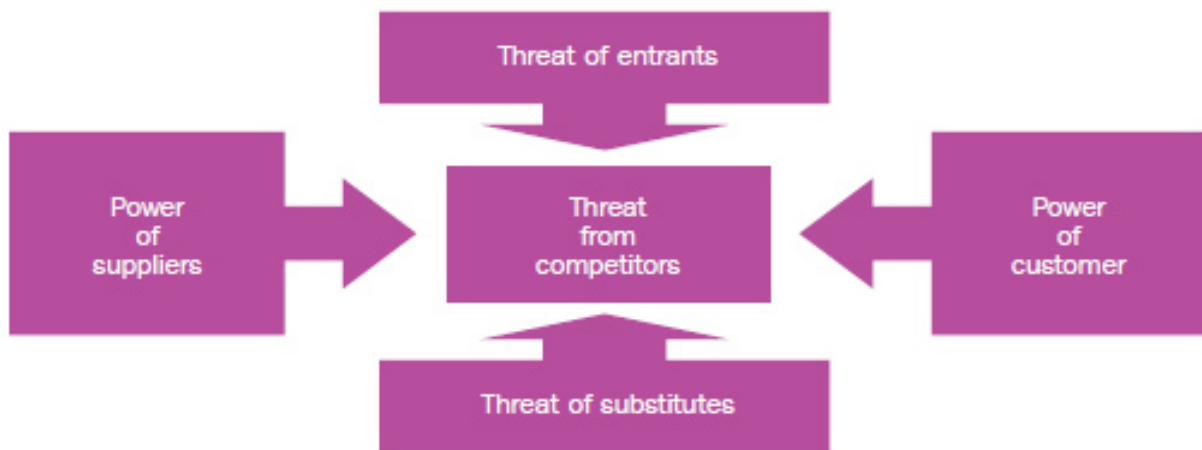 Threat of entrants
Power
of
suppliers
Threat
from
competitors
Power
of
customer
Threat of substitutes